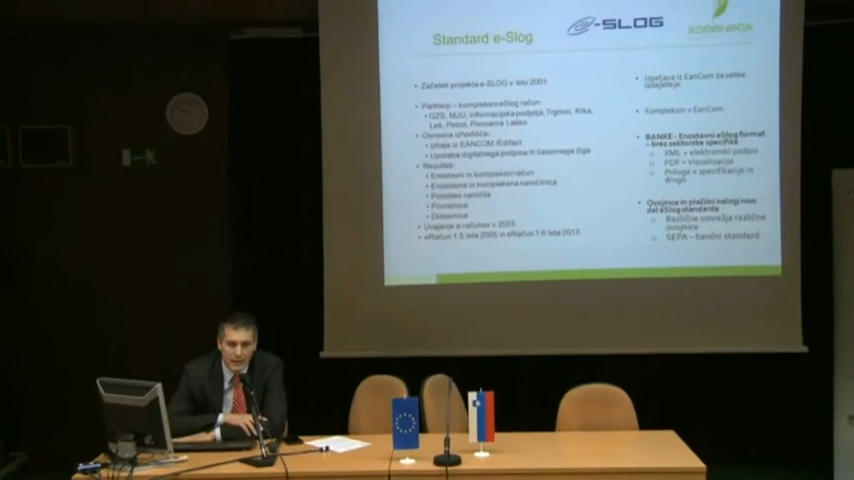 Standard e-Slog
e-SLOG
SLOVENSKI eRAČUN
• Začetek projekta e-SLOG v letu 2001
• Partnerji – kompleksni eSlog račun:
• GZS, MJU, informacijska podjetja, Trgovci, Krka,
Lek, Petrol, Pivovarna Laško
• Osnovna izhodišča:
• Izhaja iz EANCOM /Edifact
• Uporaba digitalnega podpisa in časovnega žiga
• Rezultati:
• Enostavni in kompleksni račun
• Enostavna in kompleksna naročilnica
• Potrditev naročila
• Povratnica
• Dobavnica
• Uvajanje e-računov v 2003
• eRačun 1.5 leta 2005 in eRačun 1.6 leta 2013
• Izpeljava iz EanCom za velike
izdajatelje
• Kompleksni = EanCom
• BANKE - Enostavni eSlog format
– brez sektorske specifike
XML + elektronski podpis
PDF = Vizualizacija
Priloga = specifikacije in
drugo
• Ovojnica in plačilni nalogi niso
del eSlog standarda
Različne omrežja različne
ovojnice
SEPA – bančni standard